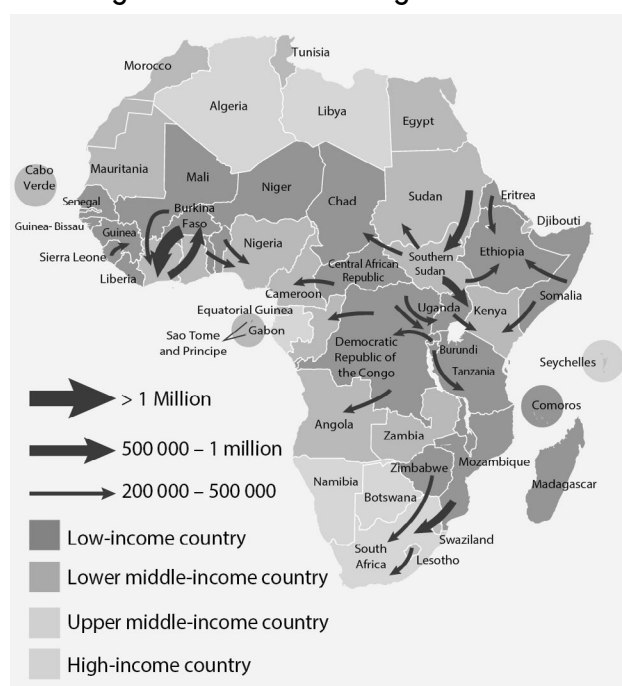 Tunisia
Morocco
Algeria
Libya
Egypt
Cabo
Verde
Mauritania
Mali
Niger
Chad
Sudan
Eritrea
Senegal
Burkina
Faso
Djibouti
Guinea- Bissau
Guinea
Nigeria
Ethiopia
Sierra Leone
Liberia
Central African
Republic
Southern
Sudan
Somalia
Cameroon
Equatorial Guinea
Uganda
Kenya
Gabon
Sao Tome
and Principe
Democratic
Republic of
the Congo
Burundi
Tanzania
Seychelles
Comoros
> 1 Million
Angola
Zambia
500 000 – 1 million
Mozambique
Zimbabwe
Madagascar
Namibia
Botswana
200 000 – 500 000
Swaziland
South
Africa
Lesotho
Low-income country
Lower middle-income country
Upper middle-income country
High-income country